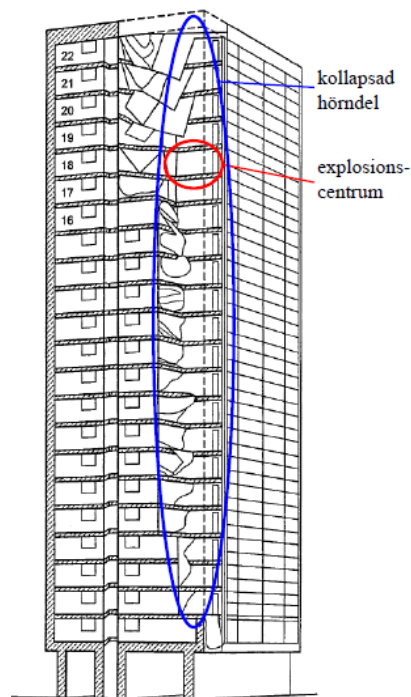 22
21
20
19
18
17
16
kollapsad
hörndel
explosions-
centrum